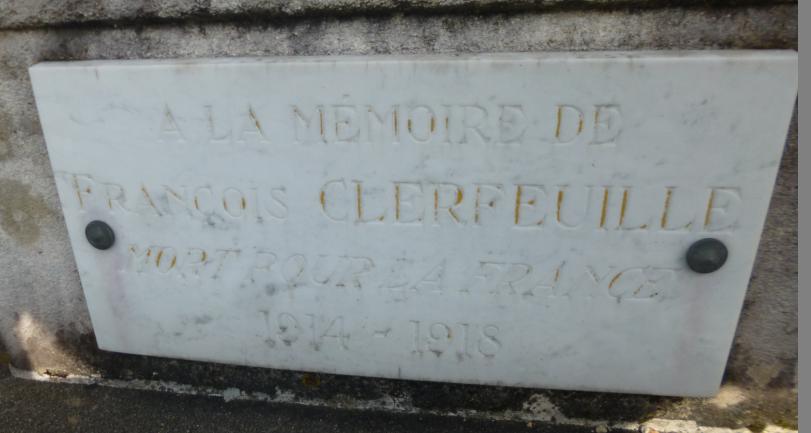 A LA MÉMOIRE DE
FRANÇOIS CLERFEUILLE
MORT POUR LA FRANCE
1914 - 1918